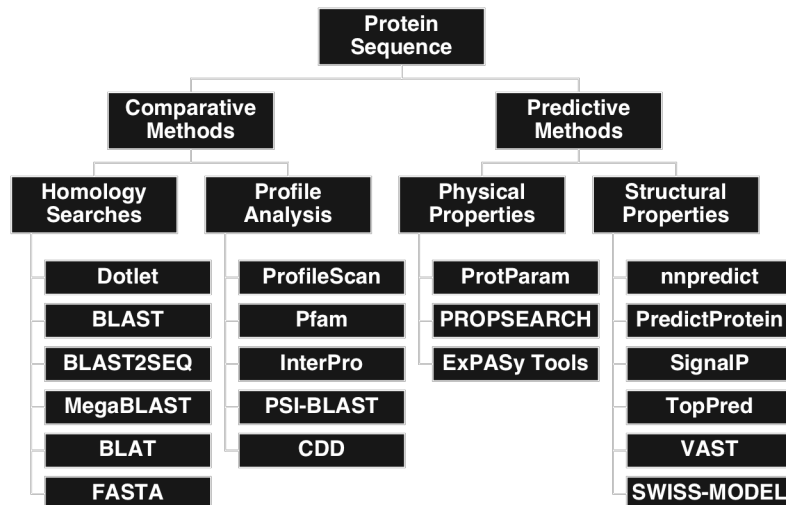 Protein
Sequence
Comparative
Methods
Predictive
Methods
Homology
Searches
Profile
Analysis
Physical
Properties
Structural
Properties
Dotlet
BLAST
BLAST2SEQ
MegaBLAST
BLAT
FASTA
ProfileScan
Pfam
InterPro
PSI-BLAST
CDD
ProtParam
PROPSEARCH
ExPASy Tools
nnpredict
PredictProtein
SignalP
TopPred
VAST
SWISS-MODEL